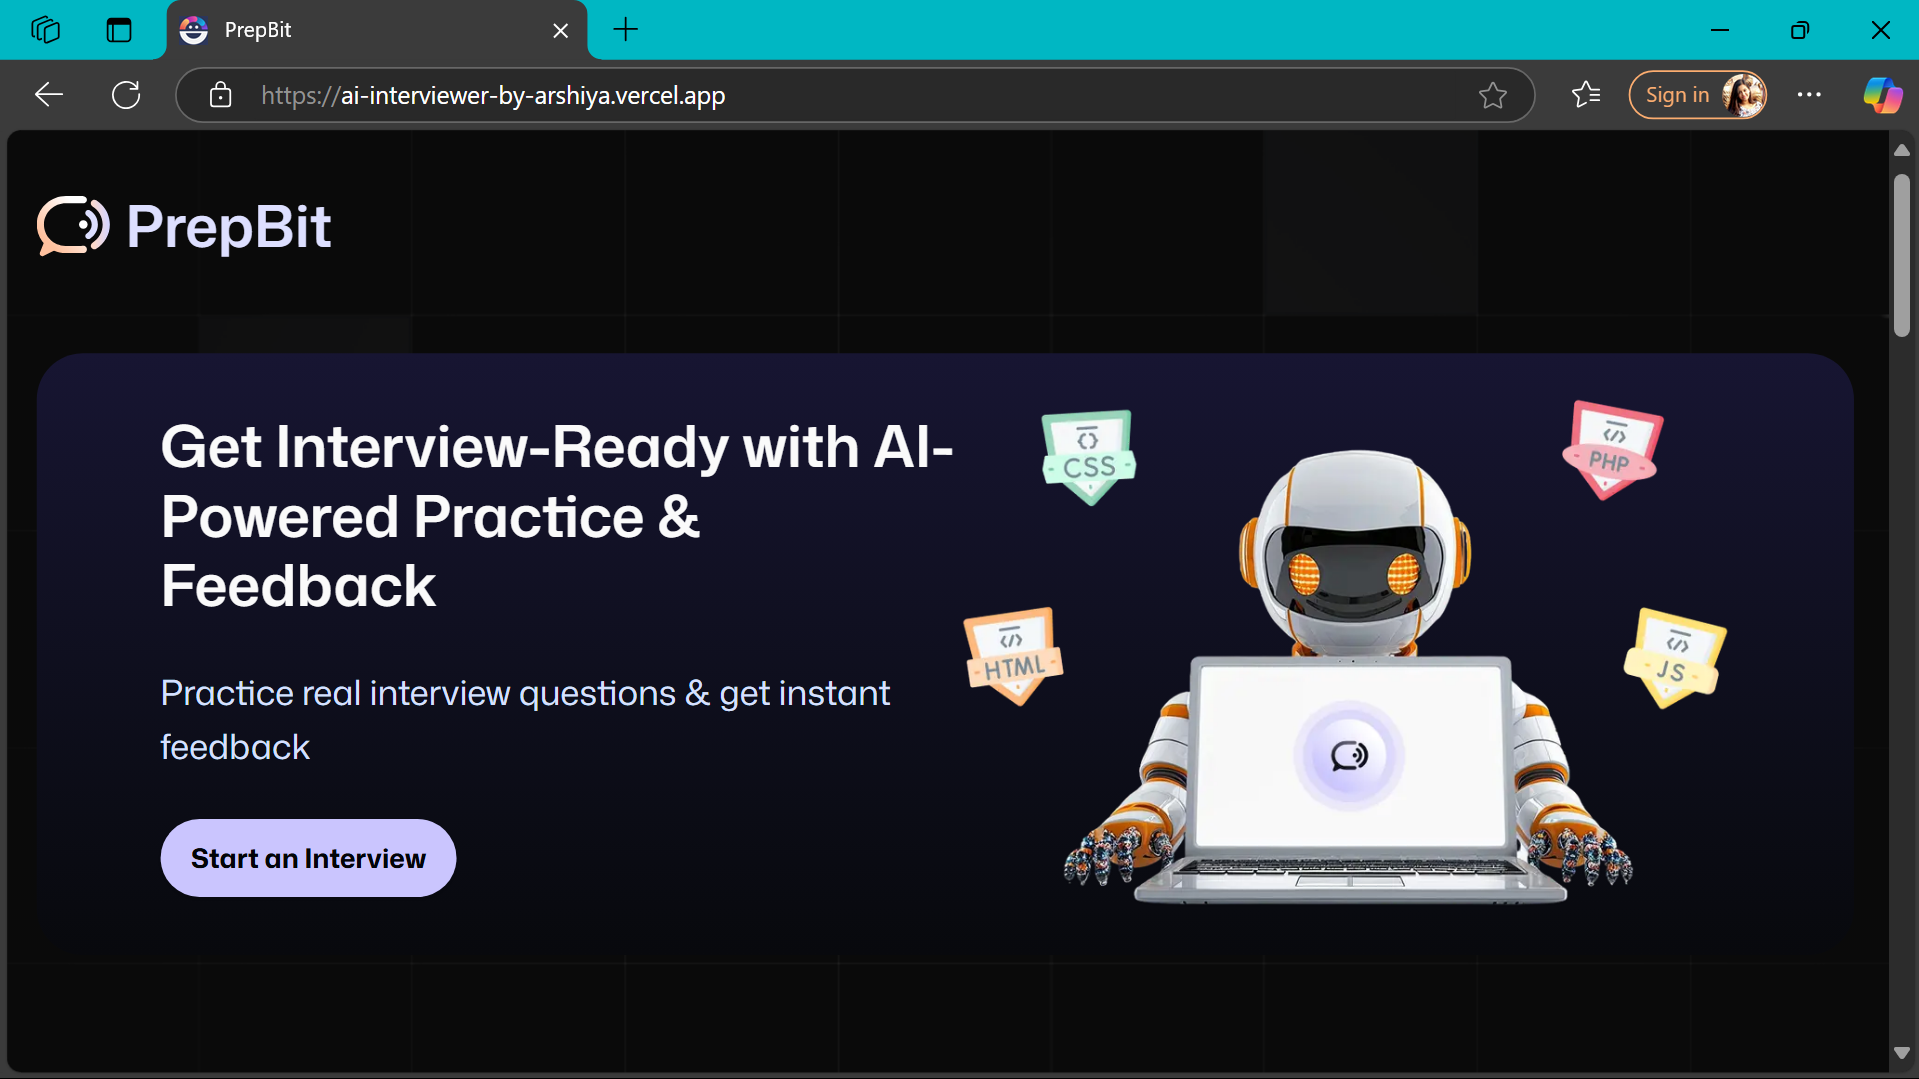 PrepBit
https://ai-interviewer-by-arshiya.vercel.app
Sign in
PrepBit
Get Interview-Ready with AI-
Powered Practice &
Feedback
Practice real interview questions & get instant
feedback
Start an Interview
{}
CSS
</>
PHP
</>
HTML
</>
JS